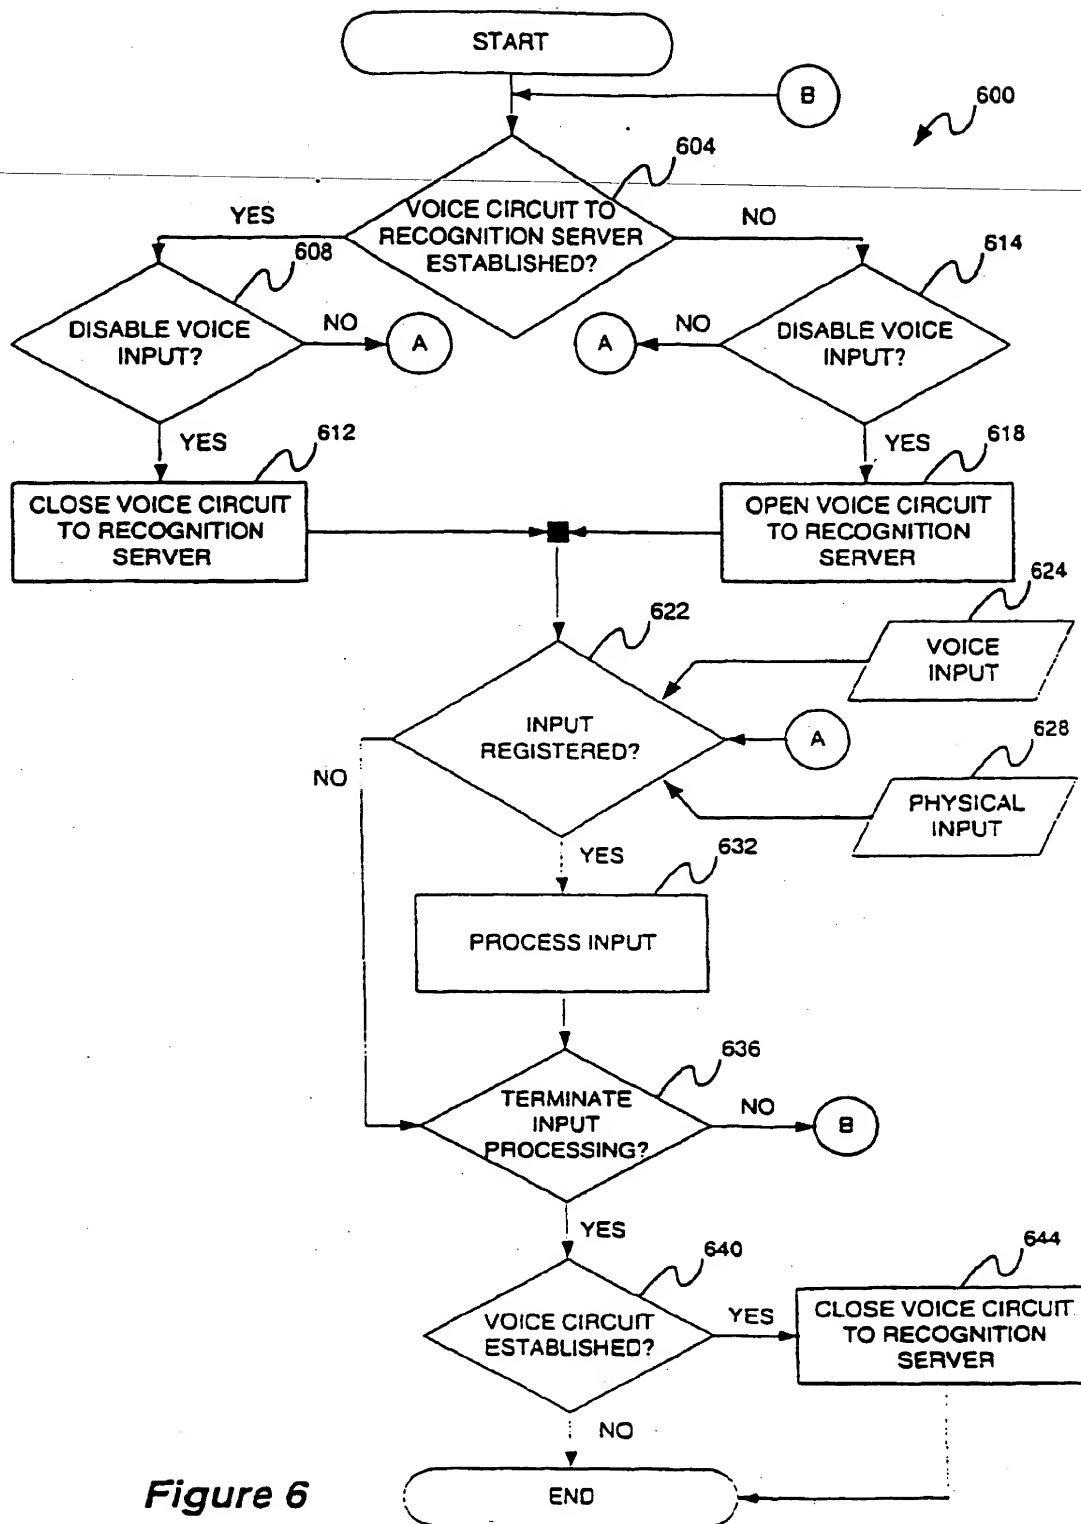 START
B
600
604
VOICE CIRCUIT TO
RECOGNITION SERVER
ESTABLISHED?
YES
NO
608
614
DISABLE VOICE
INPUT?
NO
A
A
NO
DISABLE VOICE
INPUT?
YES
612
YES
618
CLOSE VOICE CIRCUIT
TO RECOGNITION
SERVER
OPEN VOICE CIRCUIT
TO RECOGNITION
SERVER
624
622
VOICE
INPUT
INPUT
REGISTERED?
A
628
NO
PHYSICAL
INPUT
YES
632
PROCESS INPUT
636
TERMINATE
INPUT
PROCESSING?
NO
B
YES
640
644
VOICE CIRCUIT
ESTABLISHED?
YES
CLOSE VOICE CIRCUIT
TO RECOGNITION
SERVER
NO
END
Figure 6